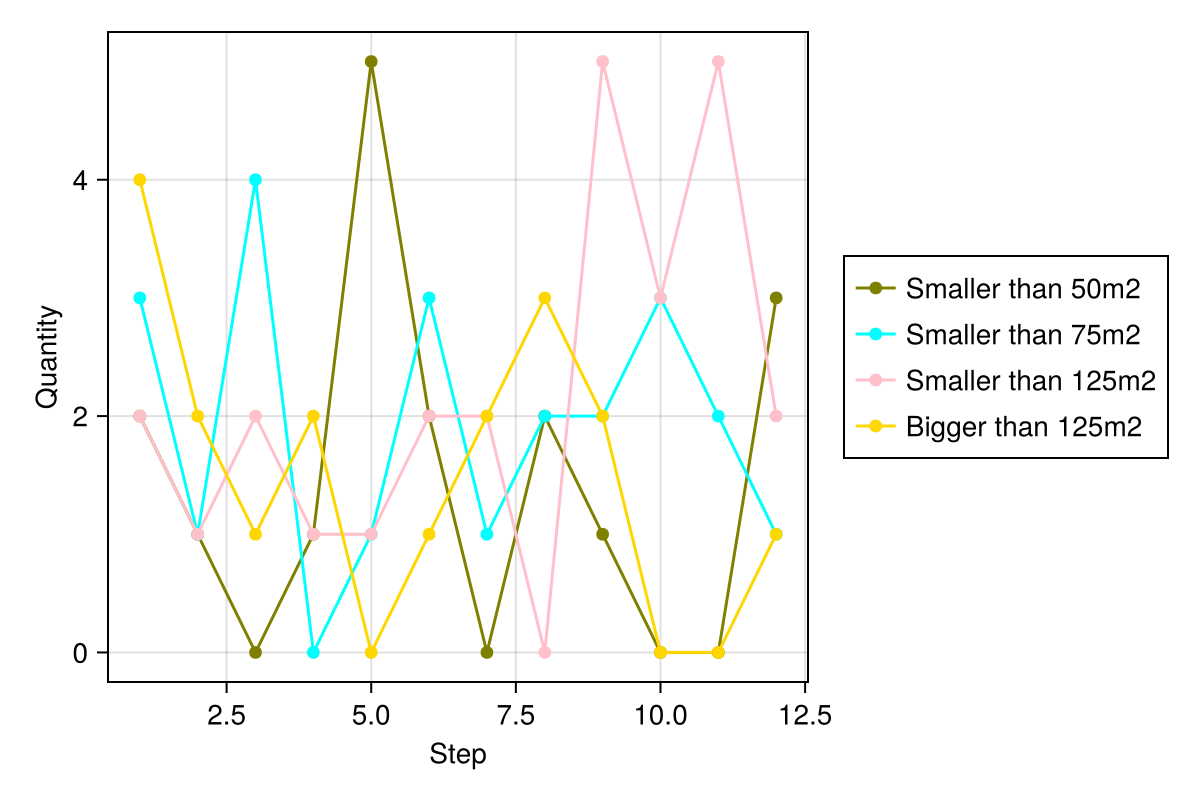 4
2
0
Quantity
2.5
5.0
7.5
10.0
12.5
Step
Smaller than 50m2
Smaller than 75m2
Smaller than 125m2
Bigger than 125m2